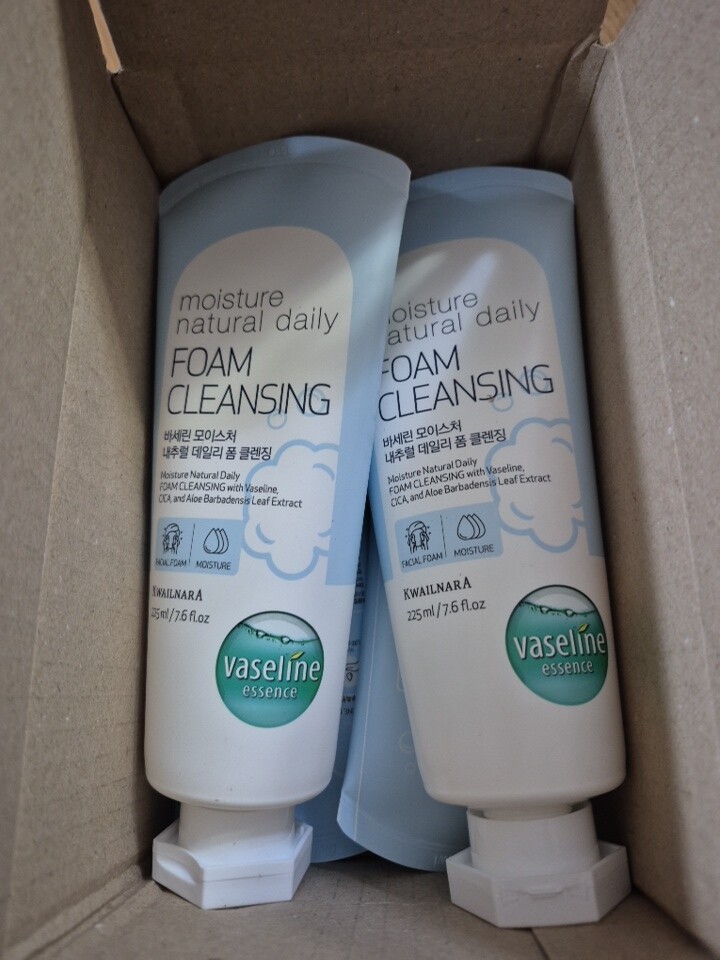 moisture
natural daily
FOAM
CLEANSING
바세린 모이스처
내추럴 데일리 폼 클렌징
Moisture Natural Daily
FOAM CLEANSING with Vaseline,
CICA, and Aloe Barbadensis Leaf Extract
FACIAL FOAM
MOISTURE
KWAILNARA
225 ml / 7.6 fl.oz
vaseline
essence
moisture
natural daily
FOAM
CLEANSING
바세린 모이스처
내추럴 데일리 폼 클렌징
Moisture Natural Daily
FOAM CLEANSING with Vaseline,
CICA, and Aloe Barbadensis Leaf Extract
FACIAL FOAM
MOISTURE
KWAILNARA
225 ml / 7.6 fl.oz
vaseline
essence